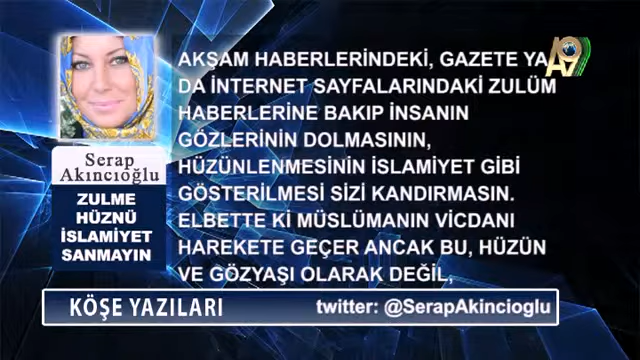 AKŞAM HABERLERİNDEKİ, GAZETE YA
DA İNTERNET SAYFALARINDAKİ ZULÜM
HABERLERİNE BAKIP İNSANIN
GÖZLERİNİN DOLMASININ,
HÜZÜNLENMESİNİN İSLAMİYET GİBİ
GÖSTERİLMESİ SİZİ KANDIRMASIN.
ELBETTE Kİ MÜSLÜMANIN VİCDANI
HAREKETE GEÇER ANCAK BU, HÜZÜN
VE GÖZYAŞI OLARAK DEĞİL,
Serap
Akıncıoğlu
ZULME
HÜZNÜ
İSLAMİYET
SANMAYIN
KÖŞE YAZILARI
twitter: @SerapAkincioglu
A9